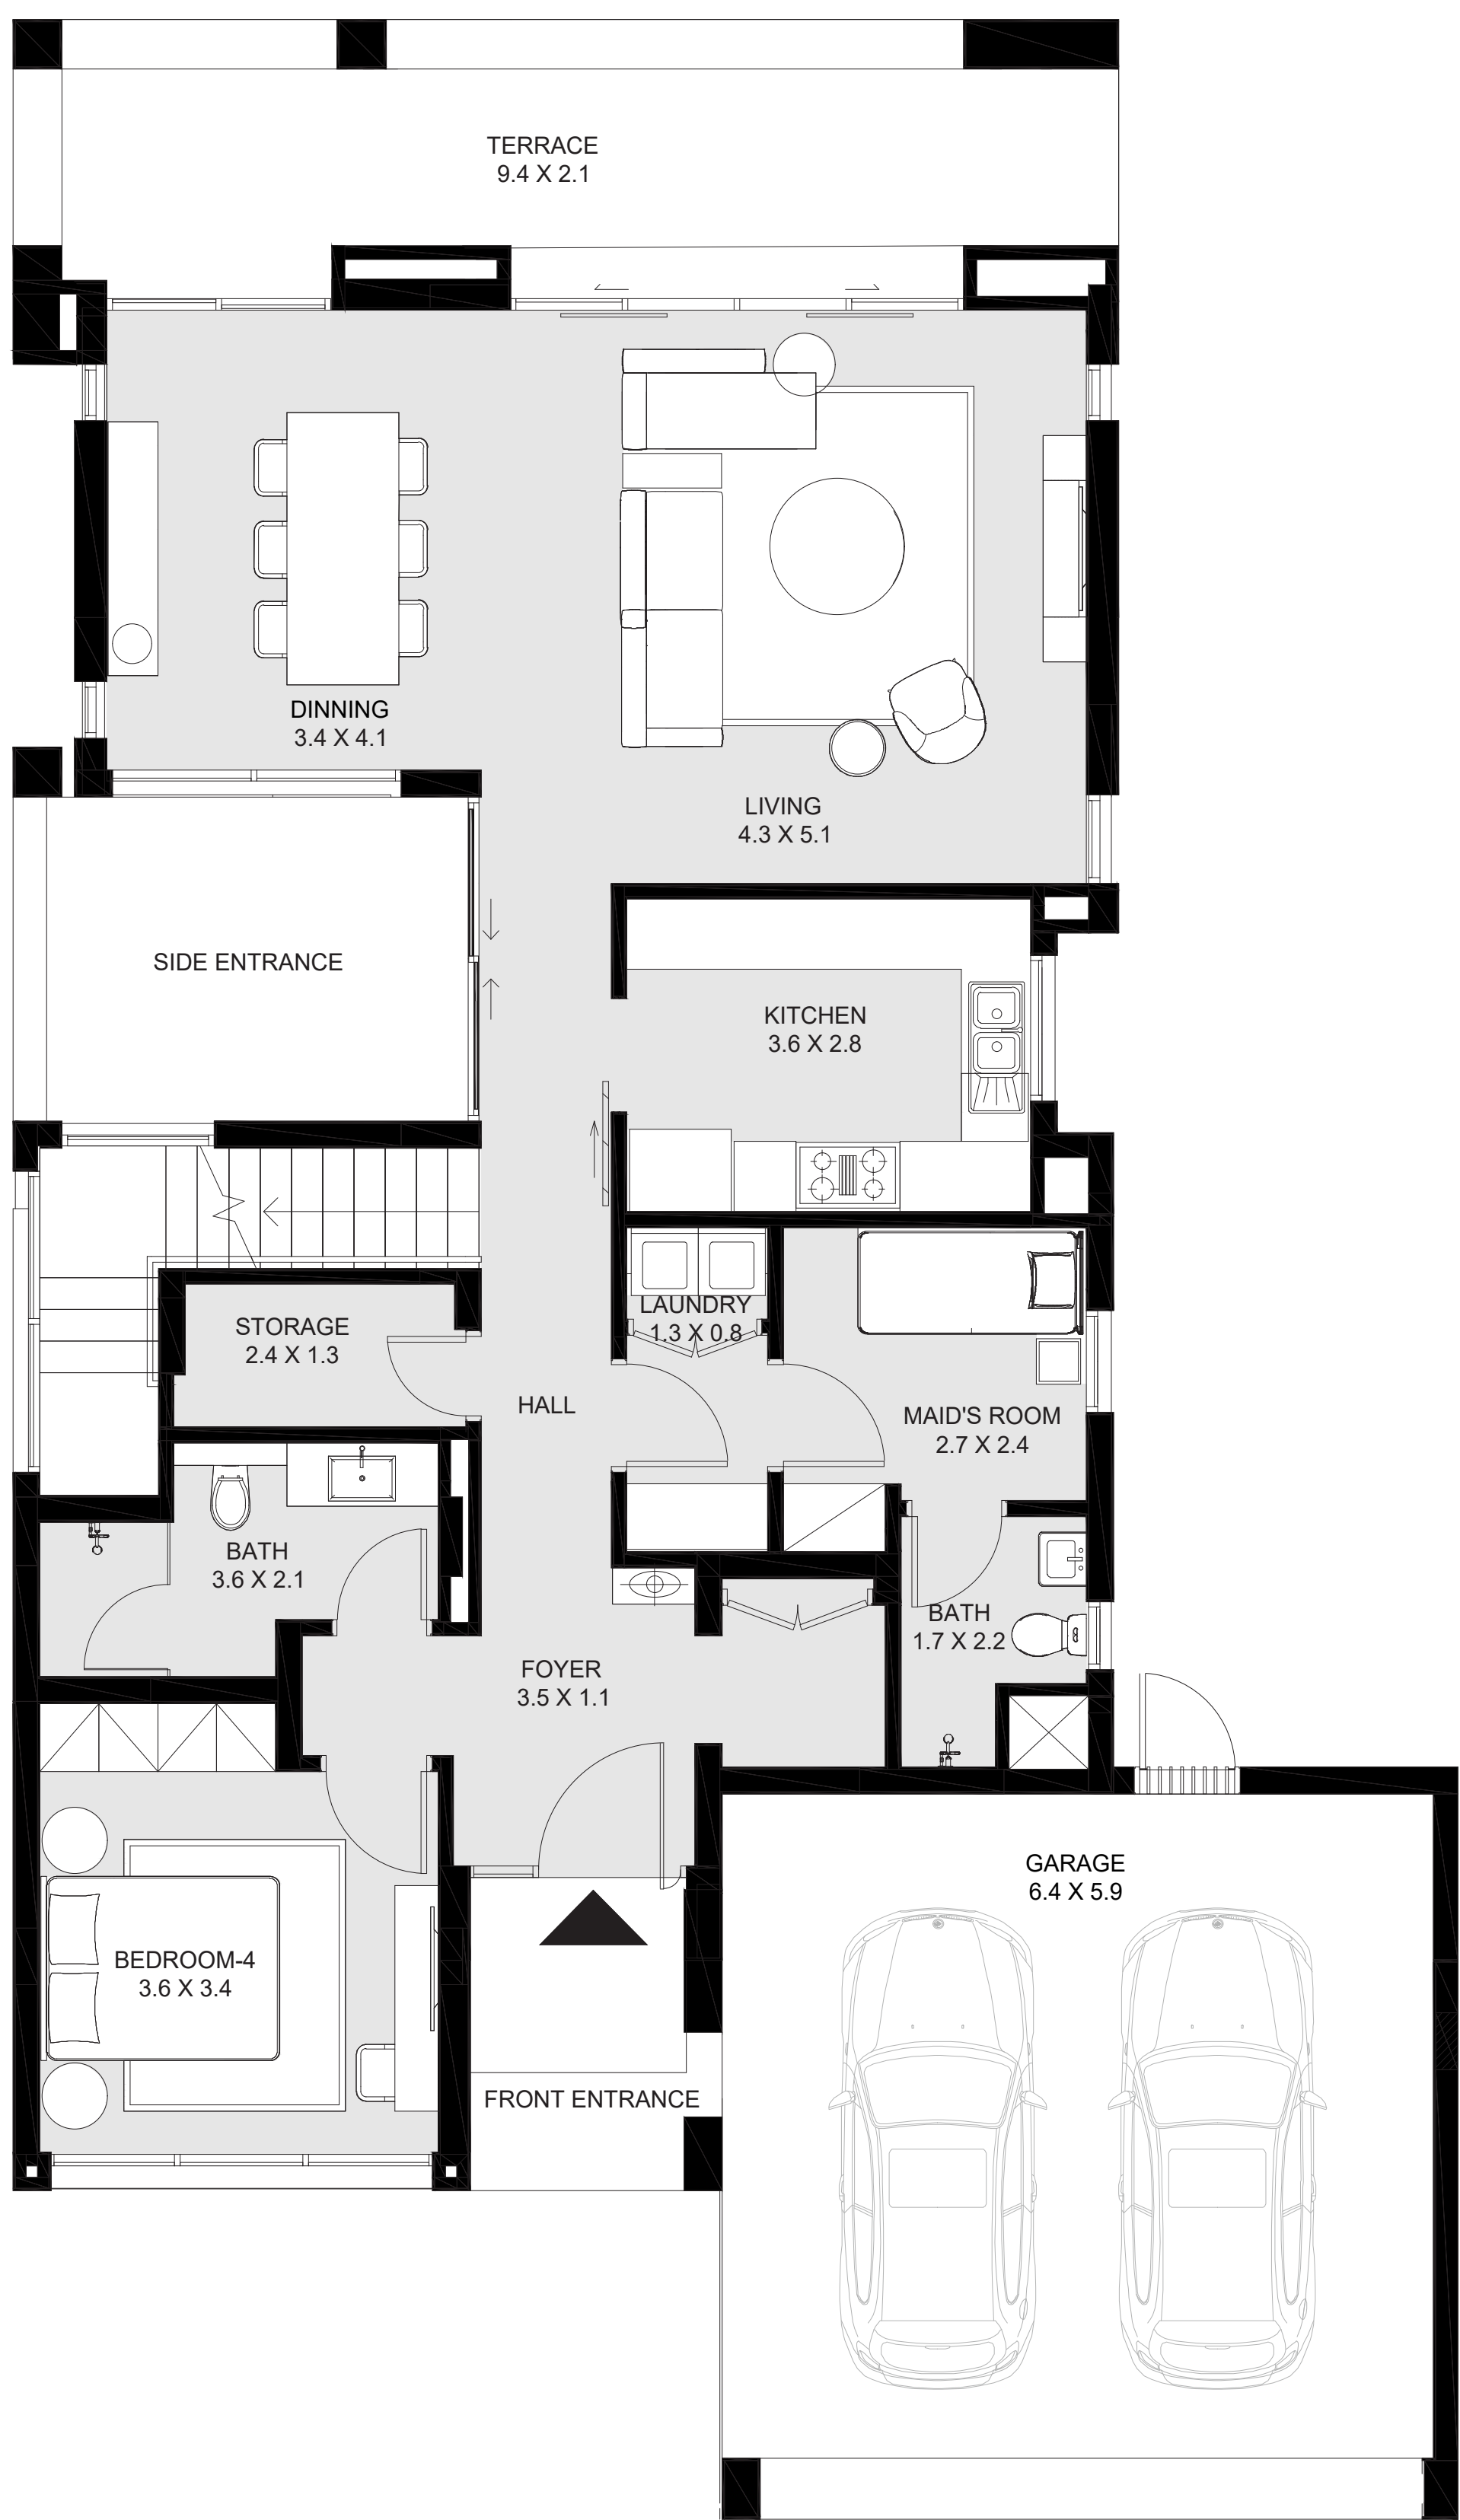 TERRACE
9.4 X 2.1
DINNING
3.4 X 4.1
LIVING
4.3 X 5.1
SIDE ENTRANCE
KITCHEN
3.6 X 2.8
LAUNDRY
1.3 X 0.8
STORAGE
2.4 X 1.3
HALL
MAID'S ROOM
2.7 X 2.4
BATH
3.6 X 2.1
BATH
1.7 X 2.2
FOYER
3.5 X 1.1
GARAGE
6.4 X 5.9
BEDROOM-4
3.6 X 3.4
FRONT ENTRANCE